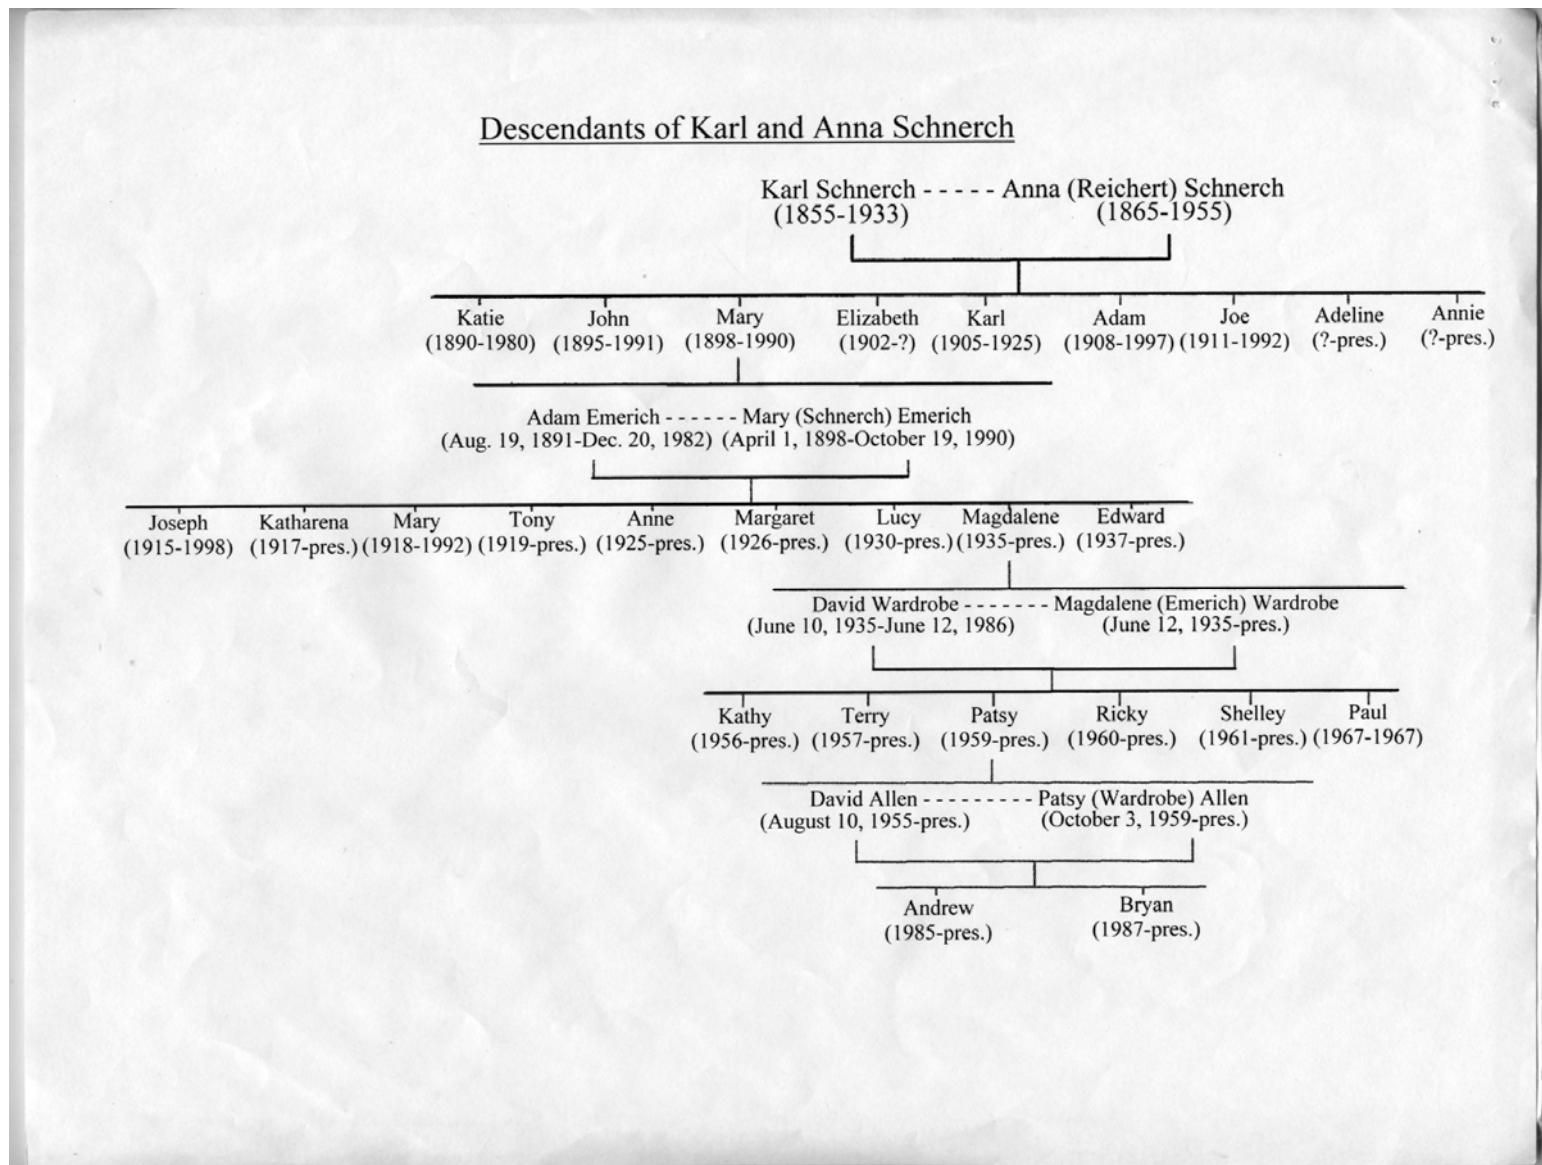 Descendants of Karl and Anna Schnerch
Karl Schnerch - - - - - Anna (Reichert) Schnerch
(1855-1933) (1865-1955)
Katie John Mary Elizabeth Karl Adam Joe Adeline Annie
(1890-1980) (1895-1991) (1898-1990) (1902-?) (1905-1925) (1908-1997) (1911-1992) (?-pres.) (?-pres.)
Adam Emerich - - - - - - Mary (Schnerch) Emerich
(Aug. 19, 1891-Dec. 20, 1982) (April 1, 1898-October 19, 1990)
Joseph Katharena Mary Tony Anne Margaret Lucy Magdalene Edward
(1915-1998) (1917-pres.) (1918-1992) (1919-pres.) (1925-pres.) (1926-pres.) (1930-pres.) (1935-pres.) (1937-pres.)
David Wardrobe - - - - - - - Magdalene (Emerich) Wardrobe
(June 10, 1935-June 12, 1986) (June 12, 1935-pres.)
Kathy Terry Patsy Ricky Shelley Paul
(1956-pres.) (1957-pres.) (1959-pres.) (1960-pres.) (1961-pres.) (1967-1967)
David Allen - - - - - - - - - Patsy (Wardrobe) Allen
(August 10, 1955-pres.) (October 3, 1959-pres.)
Andrew Bryan
(1985-pres.) (1987-pres.)